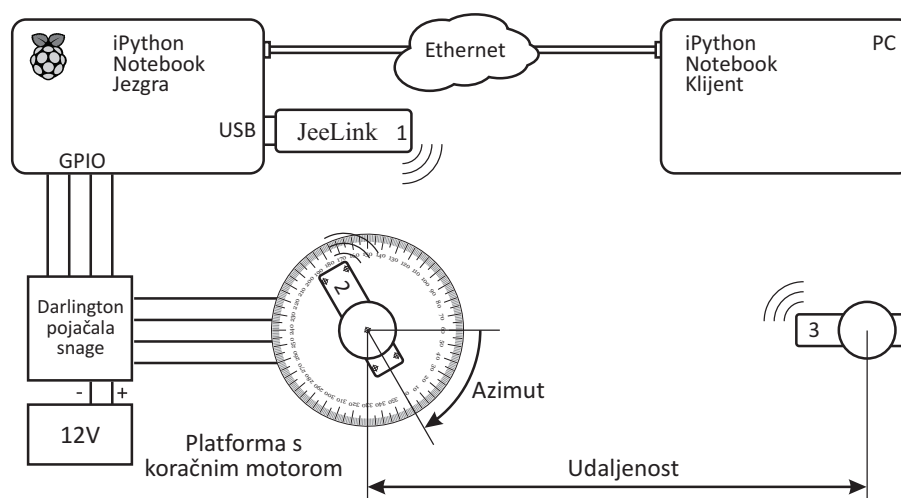 iPython
Notebook
Jezgra
Ethernet
iPython
Notebook
Klijent
PC
USB
JeeLink 1
GPIO
Darlington
pojačala
snage
- +
12V
2
3
Azimut
Platforma s
koračnim motorom
Udaljenost